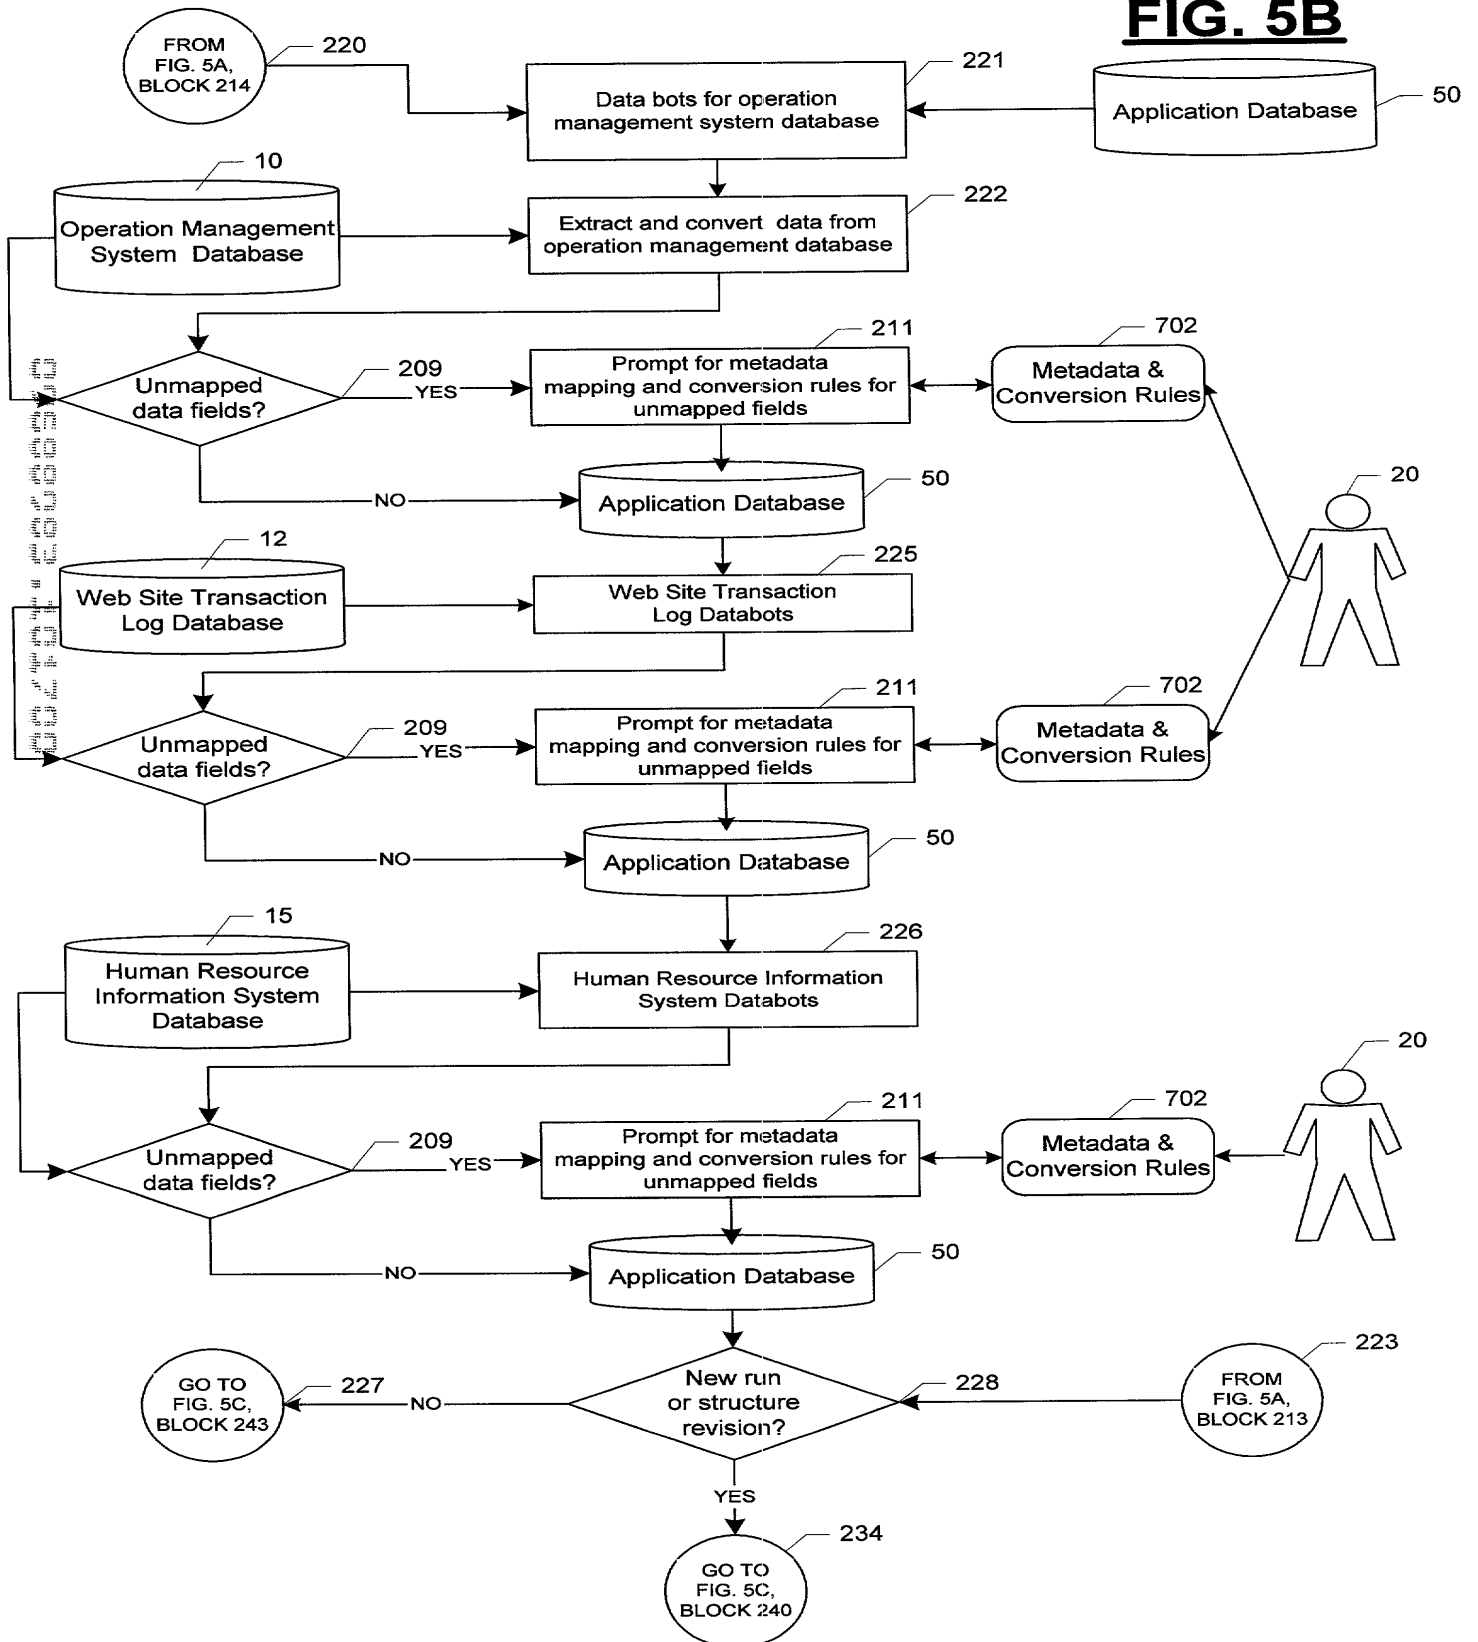 FIG. 5B
FROM
FIG. 5A,
BLOCK 214
220
Data bots for operation
management system database
221
Application Database
50
10
Operation Management
System Database
Extract and convert data from
operation management database
222
Unmapped
data fields?
209
YES
Prompt for metadata
mapping and conversion rules for
unmapped fields
211
Metadata &
Conversion Rules
702
NO
Application Database
50
20
12
Web Site Transaction
Log Database
Web Site Transaction
Log Databots
225
Unmapped
data fields?
209
YES
Prompt for metadata
mapping and conversion rules for
unmapped fields
211
Metadata &
Conversion Rules
702
NO
Application Database
50
15
Human Resource
Information System
Database
Human Resource Information
System Databots
226
Unmapped
data fields?
209
YES
Prompt for metadata
mapping and conversion rules for
unmapped fields
211
Metadata &
Conversion Rules
702
20
NO
Application Database
50
GO TO
FIG. 5C,
BLOCK 243
227
NO
New run
or structure
revision?
228
FROM
FIG. 5A,
BLOCK 213
223
YES
GO TO
FIG. 5C,
BLOCK 240
234